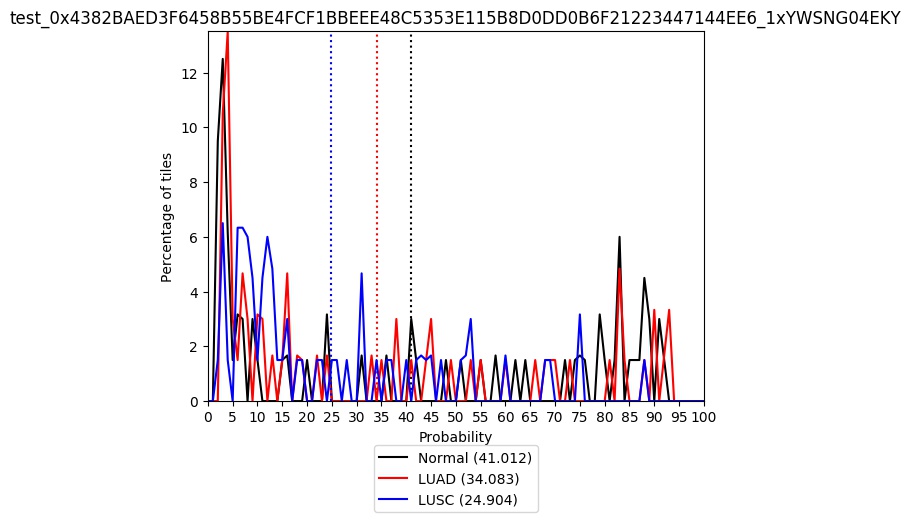 test_0x4382BAED3F6458B55BE4FCF1BBEEE48C5353E115B8D0DD0B6F21223447144EE6_1xYWSNG04EKY
Percentage of tiles
12
10
8
6
4
2
0
0 5 10 15 20 25 30 35 40 45 50 55 60 65 70 75 80 85 90 95 100
Probability
Normal (41.012)
LUAD (34.083)
LUSC (24.904)